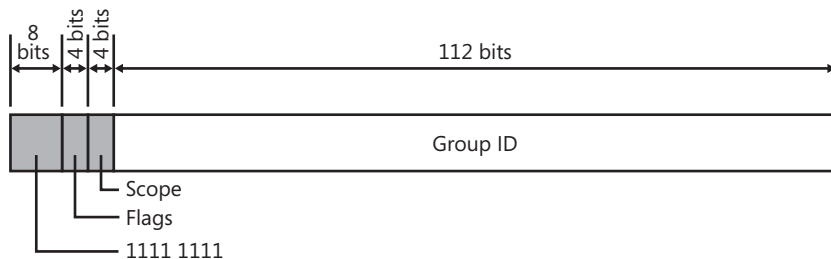 8
bits
4 bits
4 bits
112 bits
Group ID
Scope
Flags
1111 1111